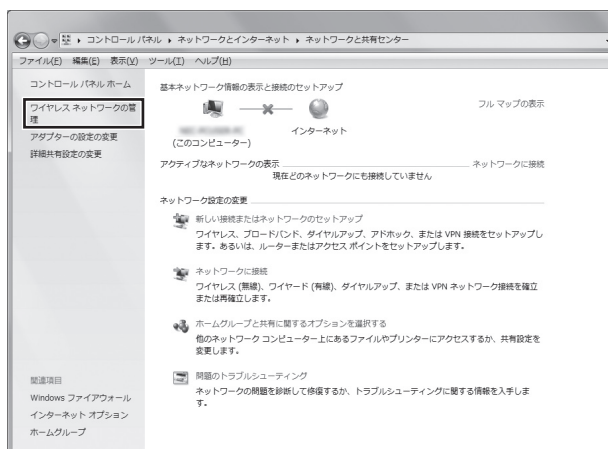 コントロール パネル ▸ ネットワークとインターネット ▸ ネットワークと共有センター
ファイル(F) 編集(E) 表示(V) ツール(T) ヘルプ(H)
コントロール パネル ホーム
ワイヤレス ネットワークの管
理
アダプターの設定の変更
詳細共有設定の変更
基本ネットワーク情報の表示と接続のセットアップ
フル マップの表示
インターネット
(このコンピューター)
アクティブなネットワークの表示
ネットワークに接続
現在どのネットワークにも接続していません
ネットワーク設定の変更
新しい接続またはネットワークのセットアップ
ワイヤレス、ブロードバンド、ダイヤルアップ、アドホック、または VPN 接続をセットアップし
ます。あるいは、ルーターまたはアクセス ポイントをセットアップします。
ネットワークに接続
ワイヤレス (無線)、ワイヤード (有線)、ダイヤルアップ、または VPN ネットワーク接続を確立
または再確立します。
ホームグループと共有に関するオプションを選択する
他のネットワーク コンピューター上にあるファイルやプリンターにアクセスするか、共有設定を
変更します。
問題のトラブルシューティング
ネットワークの問題を診断して修復するか、トラブルシューティングに関する情報を入手しま
す。
関連項目
Windows ファイアウォール
インターネット オプション
ホームグループ